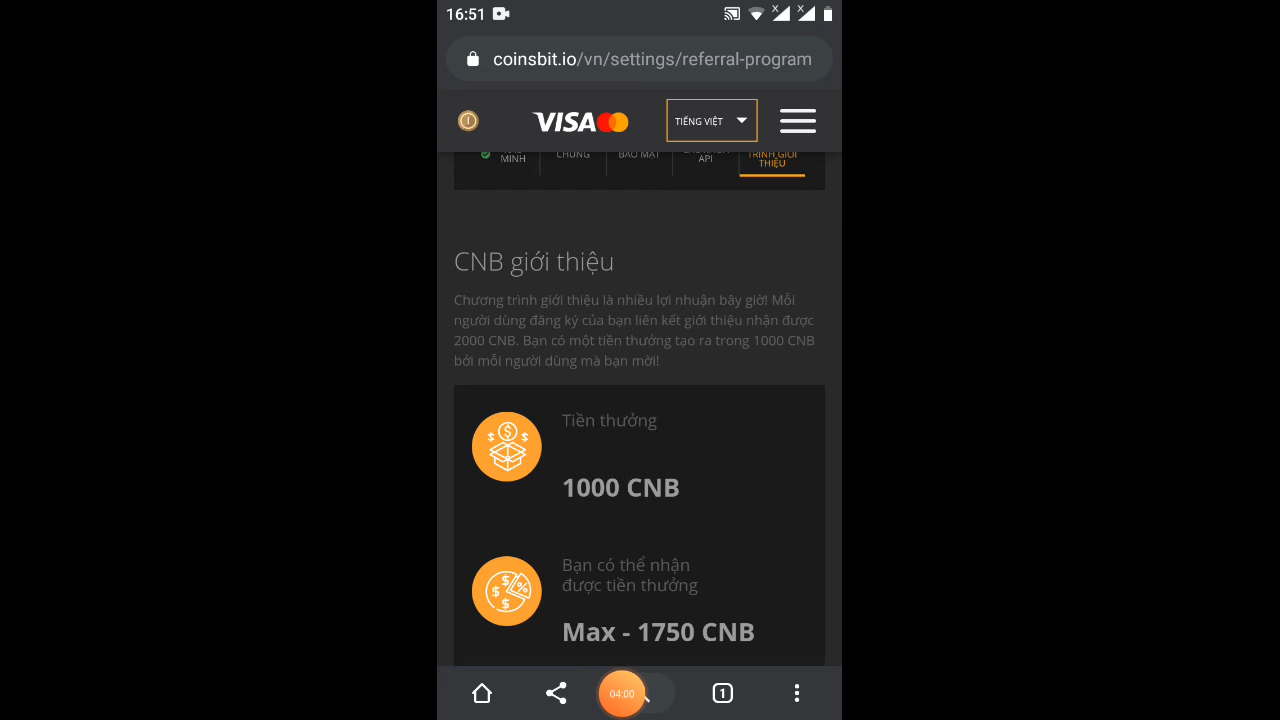 16:51
coinsbit.io/vn/settings/referral-program
VISA
TIẾNG VIỆT
MINH
CHUNG
BẢO MẬT
API
TRÌNH GIỚI
THIỆU
CNB giới thiệu
Chương trình giới thiệu là nhiều lợi nhuận bây giờ! Mỗi
người dùng đăng ký của bạn liên kết giới thiệu nhận được
2000 CNB. Bạn có một tiền thưởng tạo ra trong 1000 CNB
bởi mỗi người dùng mà bạn mời!
Tiền thưởng
1000 CNB
Bạn có thể nhận
được tiền thưởng
Max - 1750 CNB
04:00
1